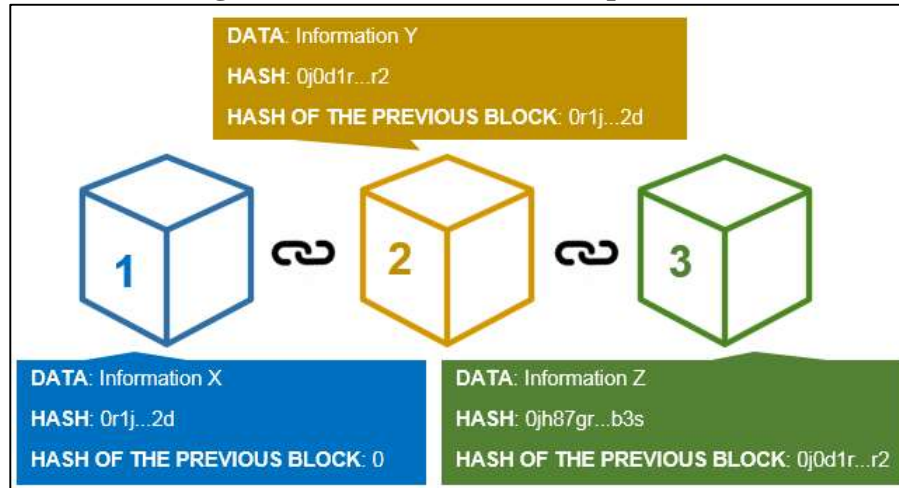 DATA: Information Y
HASH: 0j0d1r...r2
HASH OF THE PREVIOUS BLOCK: 0r1j...2d
1
2
3
DATA: Information X
HASH: 0r1j...2d
HASH OF THE PREVIOUS BLOCK: 0
DATA: Information Z
HASH: 0jh87gr...b3s
HASH OF THE PREVIOUS BLOCK: 0j0d1r...r2